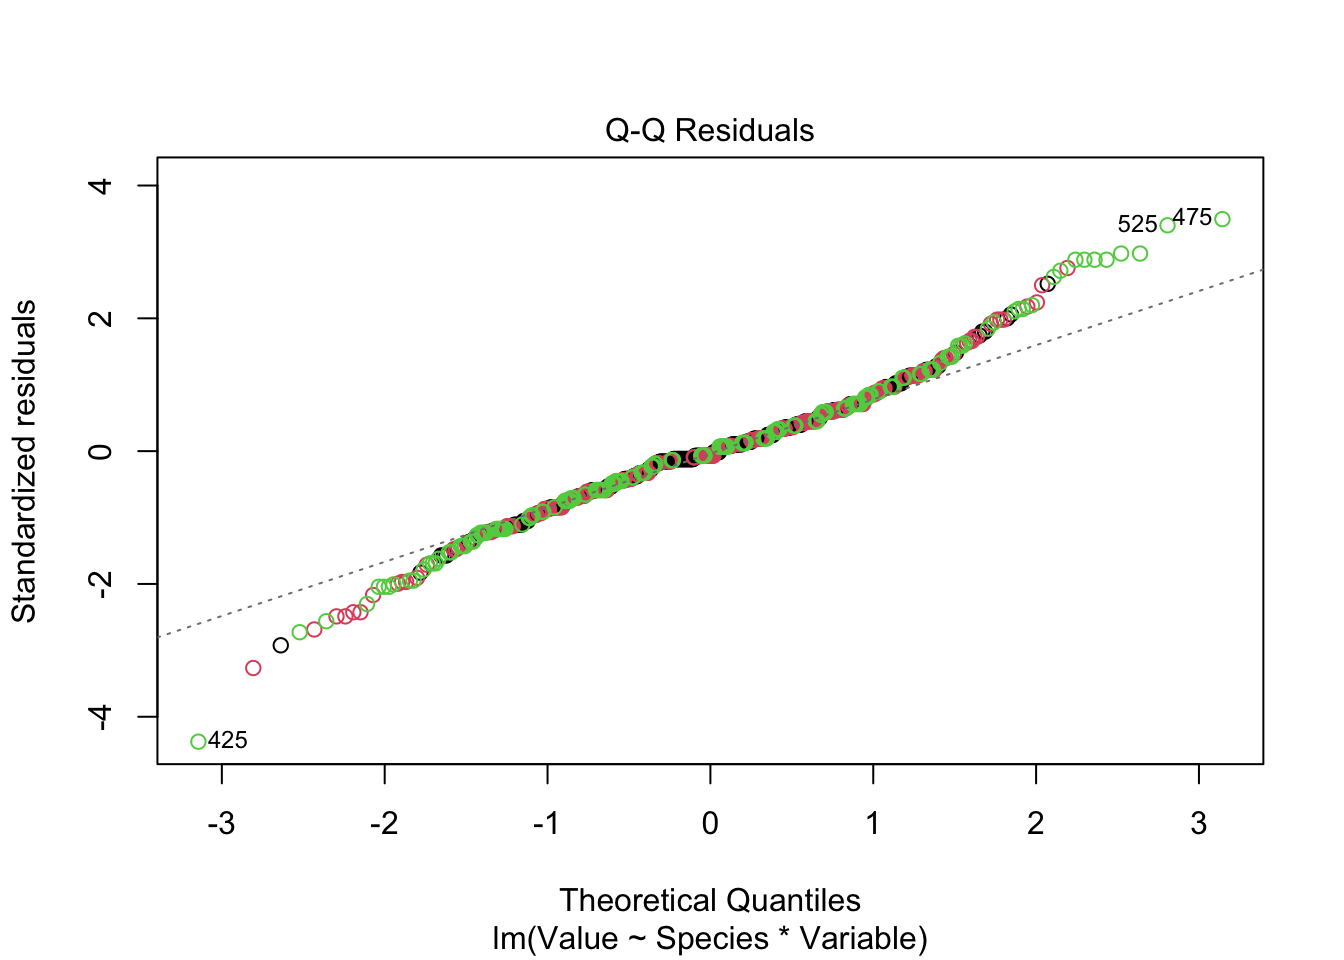 Q-Q Residuals
Standardized residuals
4
2
0
-2
-4
525
475
425
-3 -2 -1 0 1 2 3
Theoretical Quantiles
lm(Value ~ Species * Variable)